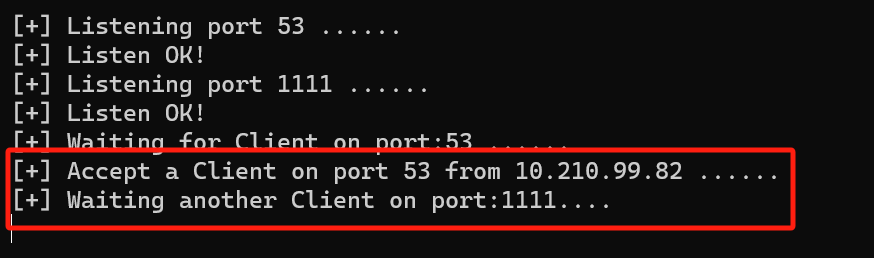 [+] Listening port 53 ......
[+] Listen OK!
[+] Listening port 1111 ......
[+] Listen OK!
[+] Waiting for Client on port:53 ......
[+] Accept a Client on port 53 from 10.210.99.82 ......
[+] Waiting another Client on port:1111....